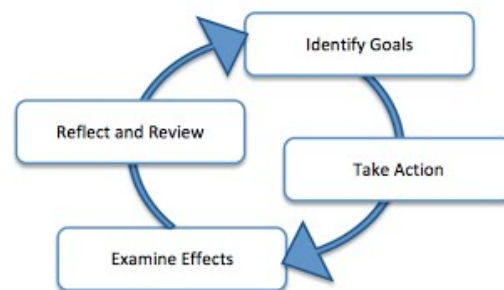 Identify Goals
Take Action
Examine Effects
Reflect and Review